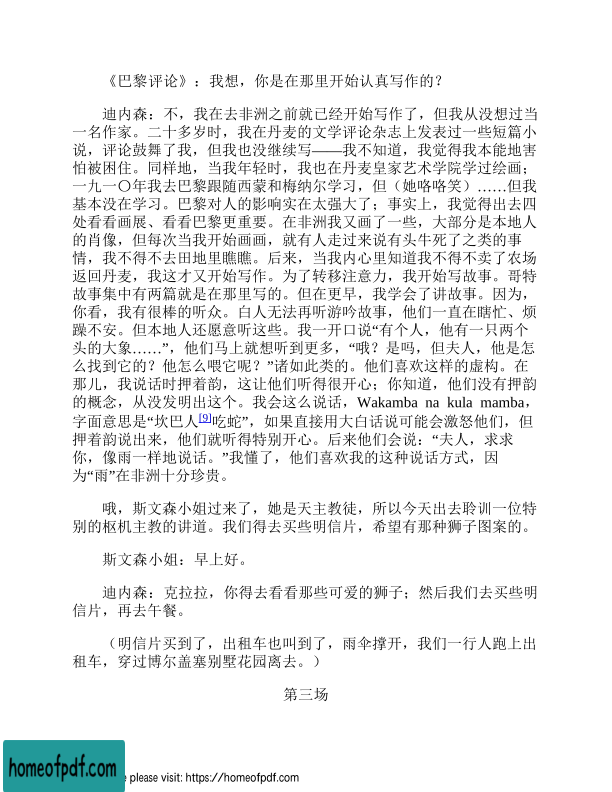 《巴黎评论》：我想，你是在那里开始认真写作的？
迪内森：不，我在去非洲之前就已经开始写作了，但我从没想过当
一名作家。二十多岁时，我在丹麦的文学评论杂志上发表过一些短篇小
说，评论鼓舞了我，但我也没继续写——我不知道，我觉得我本能地害
怕被困住。同样地，当我年轻时，我也在丹麦皇家艺术学院学过绘画；
一九一〇年我去巴黎跟随西蒙和梅纳尔学习，但（她咯咯笑）……但我
基本没在学习。巴黎对人的影响实在太强大了；事实上，我觉得出去四
处看看画展、看看巴黎更重要。在非洲我又画了一些，大部分是本地人
的肖像，但每次当我开始画画，就有人走过来说有头牛死了之类的事
情，我不得不去田地里瞧瞧。后来，当我内心里知道我不得不卖了农场
返回丹麦，我这才又开始写作。为了转移注意力，我开始写故事。哥特
故事集中有两篇就是在那里写的。但在更早，我学会了讲故事。因为，
你看，我有很棒的听众。白人无法再听游吟故事，他们一直在瞎忙、烦
躁不安。但本地人还愿意听这些。我一开口说“有个人，他有一只两个
头的大象……”，他们马上就想听到更多，“哦？是吗，但夫人，他是怎
么找到它的？他怎么喂它呢？”诸如此类的。他们喜欢这样的虚构。在
那儿，我说话时押着韵，这让他们听得很开心；你知道，他们没有押韵
的概念，从没发明出这个。我会这么说话，Wakamba na kula mamba，
字面意思是“坎巴人[9]吃蛇”，如果直接用大白话说可能会激怒他们，但
押着韵说出来，他们就听得特别开心。后来他们会说：“夫人，求求
你，像雨一样地说话。”我懂了，他们喜欢我的这种说话方式，因
为“雨”在非洲十分珍贵。
哦，斯文森小姐过来了，她是天主教徒，所以今天出去聆训一位特
别的枢机主教的讲道。我们得去买些明信片，希望有那种狮子图案的。
斯文森小姐：早上好。
迪内森：克拉拉，你得去看看那些可爱的狮子；然后我们去买些明
信片，再去午餐。
（明信片买到了，出租车也叫到了，雨伞撑开，我们一行人跑上出
租车，穿过博尔盖塞别墅花园离去。）
第三场
homeofpdf.com
e please visit: https://homeofpdf.com